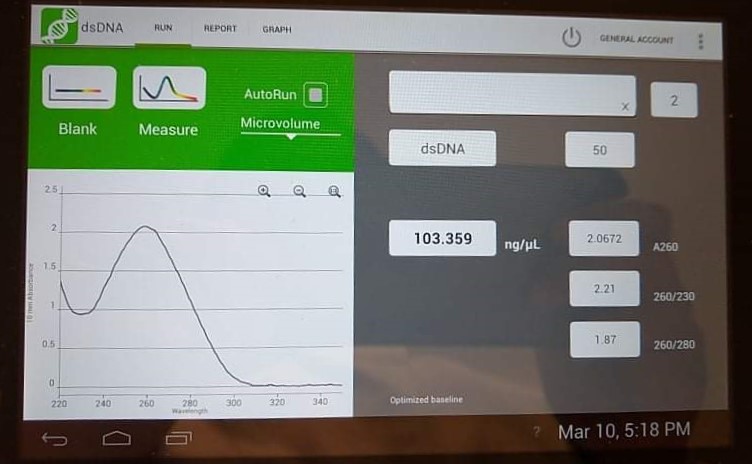 dsDNA RUN REPORT GRAPH GENERAL ACCOUNT
AutoRun
Microvolume
Blank Measure
x 2
dsDNA 50
103.359 ng/µL 2.0672 A260
2.21 260/230
1.87 260/280
2.5
2
1.5
1
0.5
0
10 mm Absorbance
220 240 260 280 300 320 340
Wavelength
Optimized baseline
? Mar 10, 5:18 PM